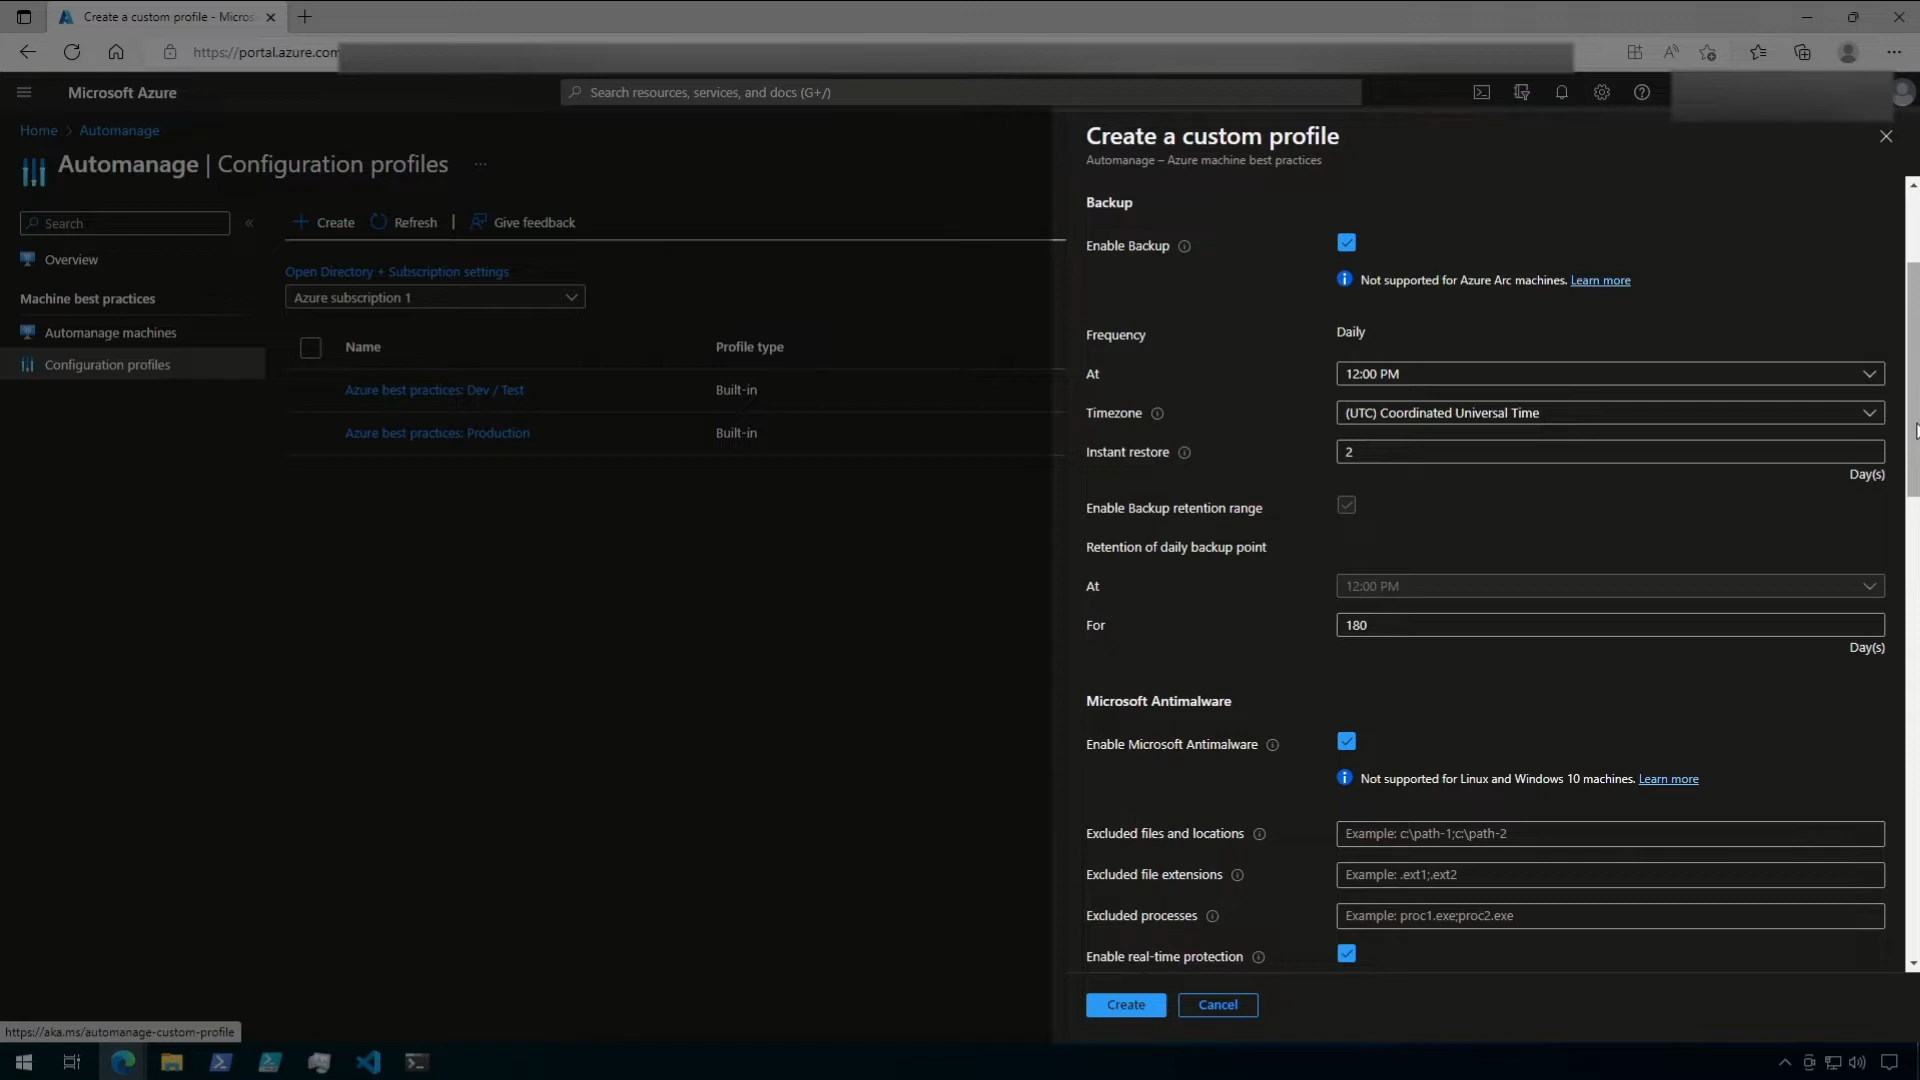 Create a custom profile - Micros
https://portal.azure.com
Microsoft Azure
Search resources, services, and docs (G+/)
Home > Automanage
Automanage | Configuration profiles
...
Search
Overview
Machine best practices
Automanage machines
Configuration profiles
Create
Refresh
Give feedback
Open Directory + Subscription settings
Azure subscription 1
Name
Profile type
Azure best practices: Dev / Test
Built-in
Azure best practices: Production
Built-in
Create a custom profile
Automanage – Azure machine best practices
Backup
Enable Backup
Not supported for Azure Arc machines. Learn more
Frequency
Daily
At
12:00 PM
Timezone
(UTC) Coordinated Universal Time
Instant restore
2
Day(s)
Enable Backup retention range
Retention of daily backup point
At
12:00 PM
For
180
Day(s)
Microsoft Antimalware
Enable Microsoft Antimalware
Not supported for Linux and Windows 10 machines. Learn more
Excluded files and locations
Example: c:\path-1;c:\path-2
Excluded file extensions
Example: .ext1;.ext2
Excluded processes
Example: proc1.exe;proc2.exe
Enable real-time protection
Create
Cancel
https://aka.ms/automanage-custom-profile